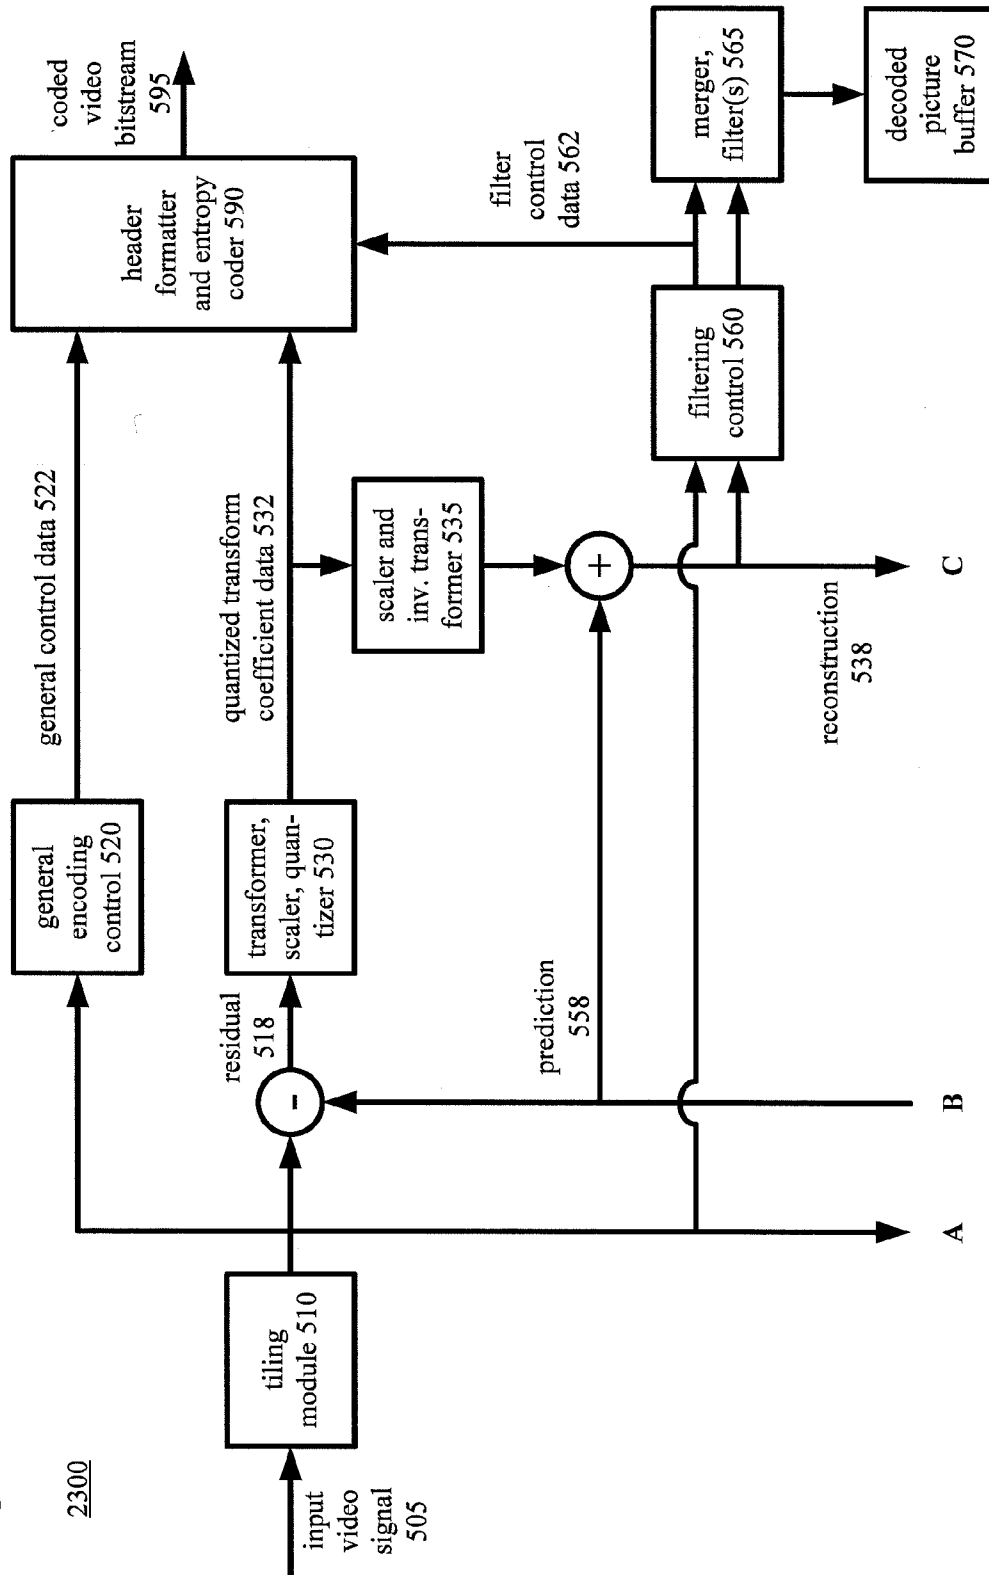 2300
input
video
signal
505
tiling
module 510
general
encoding
control 520
general control data 522
header
formatter
and entropy
coder 590
coded
video
bitstream
595
residual
518
transformer,
scaler, quan-
tizer 530
quantized transform
coefficient data 532
scaler and
inv. trans-
former 535
prediction
558
-
+
filter
control
data 562
filtering
control 560
merger,
filter(s) 565
decoded
picture
buffer 570
reconstruction
538
A
B
C